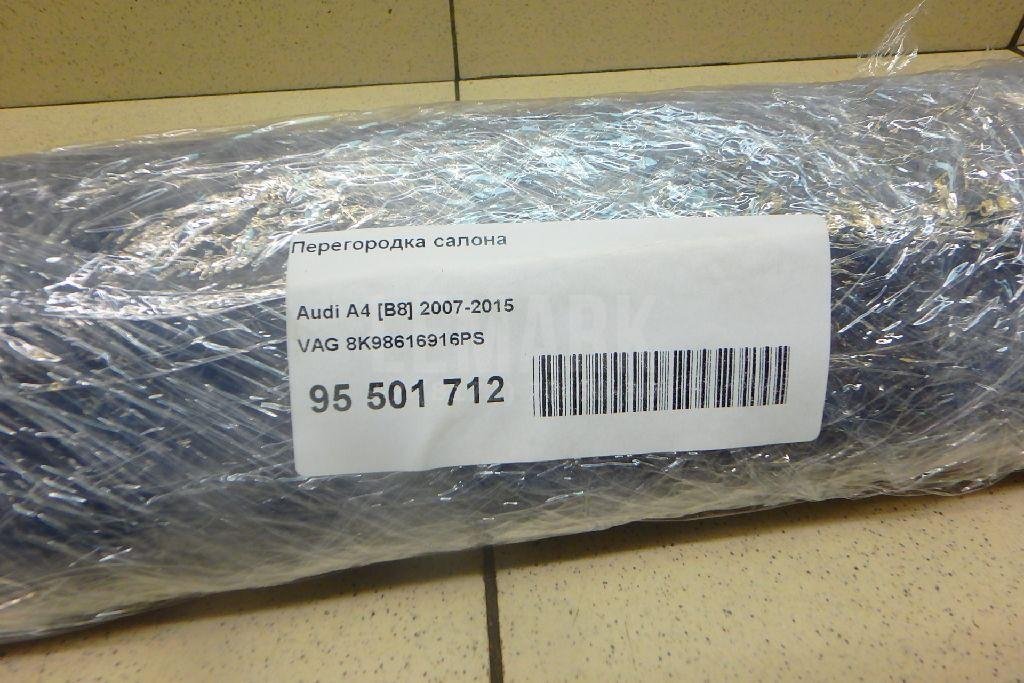 Перегородка салона
Audi A4 [B8] 2007-2015
VAG 8K98616916PS
95 501 712